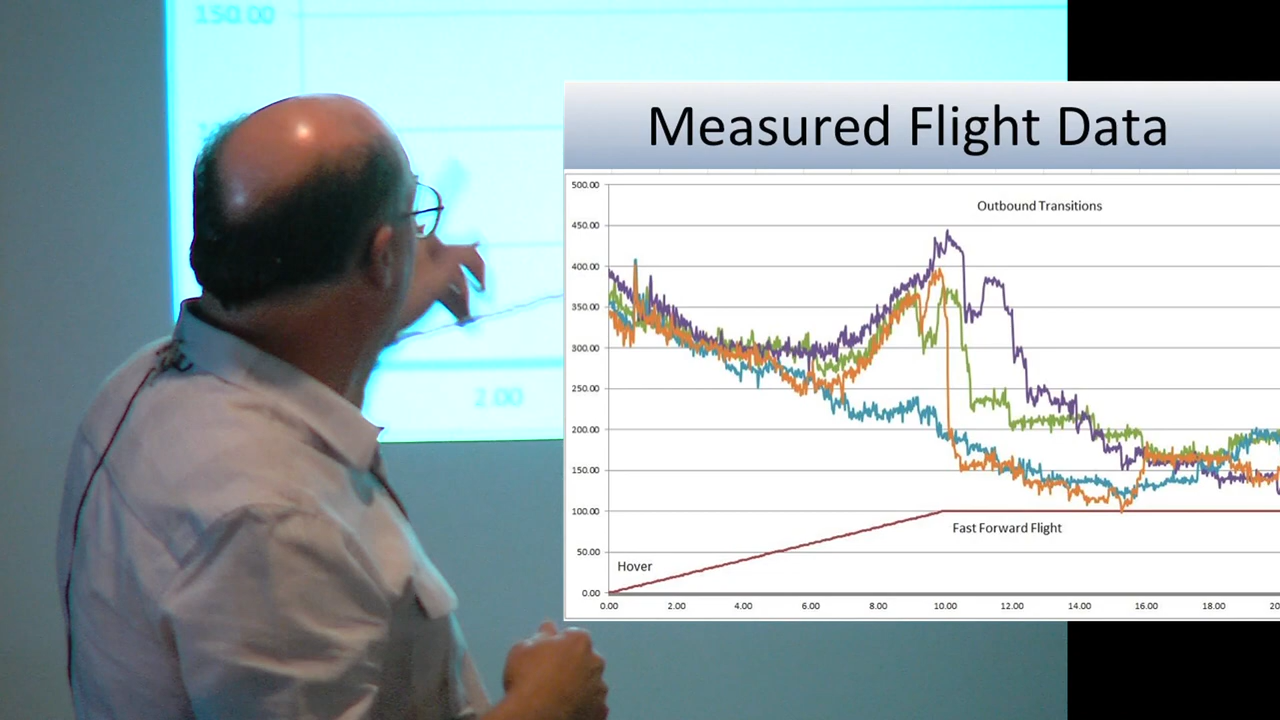 150.00
2.00
Measured Flight Data
500.00
Outbound Transitions
450.00
400.00
350.00
300.00
250.00
200.00
150.00
100.00
Fast Forward Flight
50.00
Hover
0.00
0.00 2.00 4.00 6.00 8.00 10.00 12.00 14.00 16.00 18.00